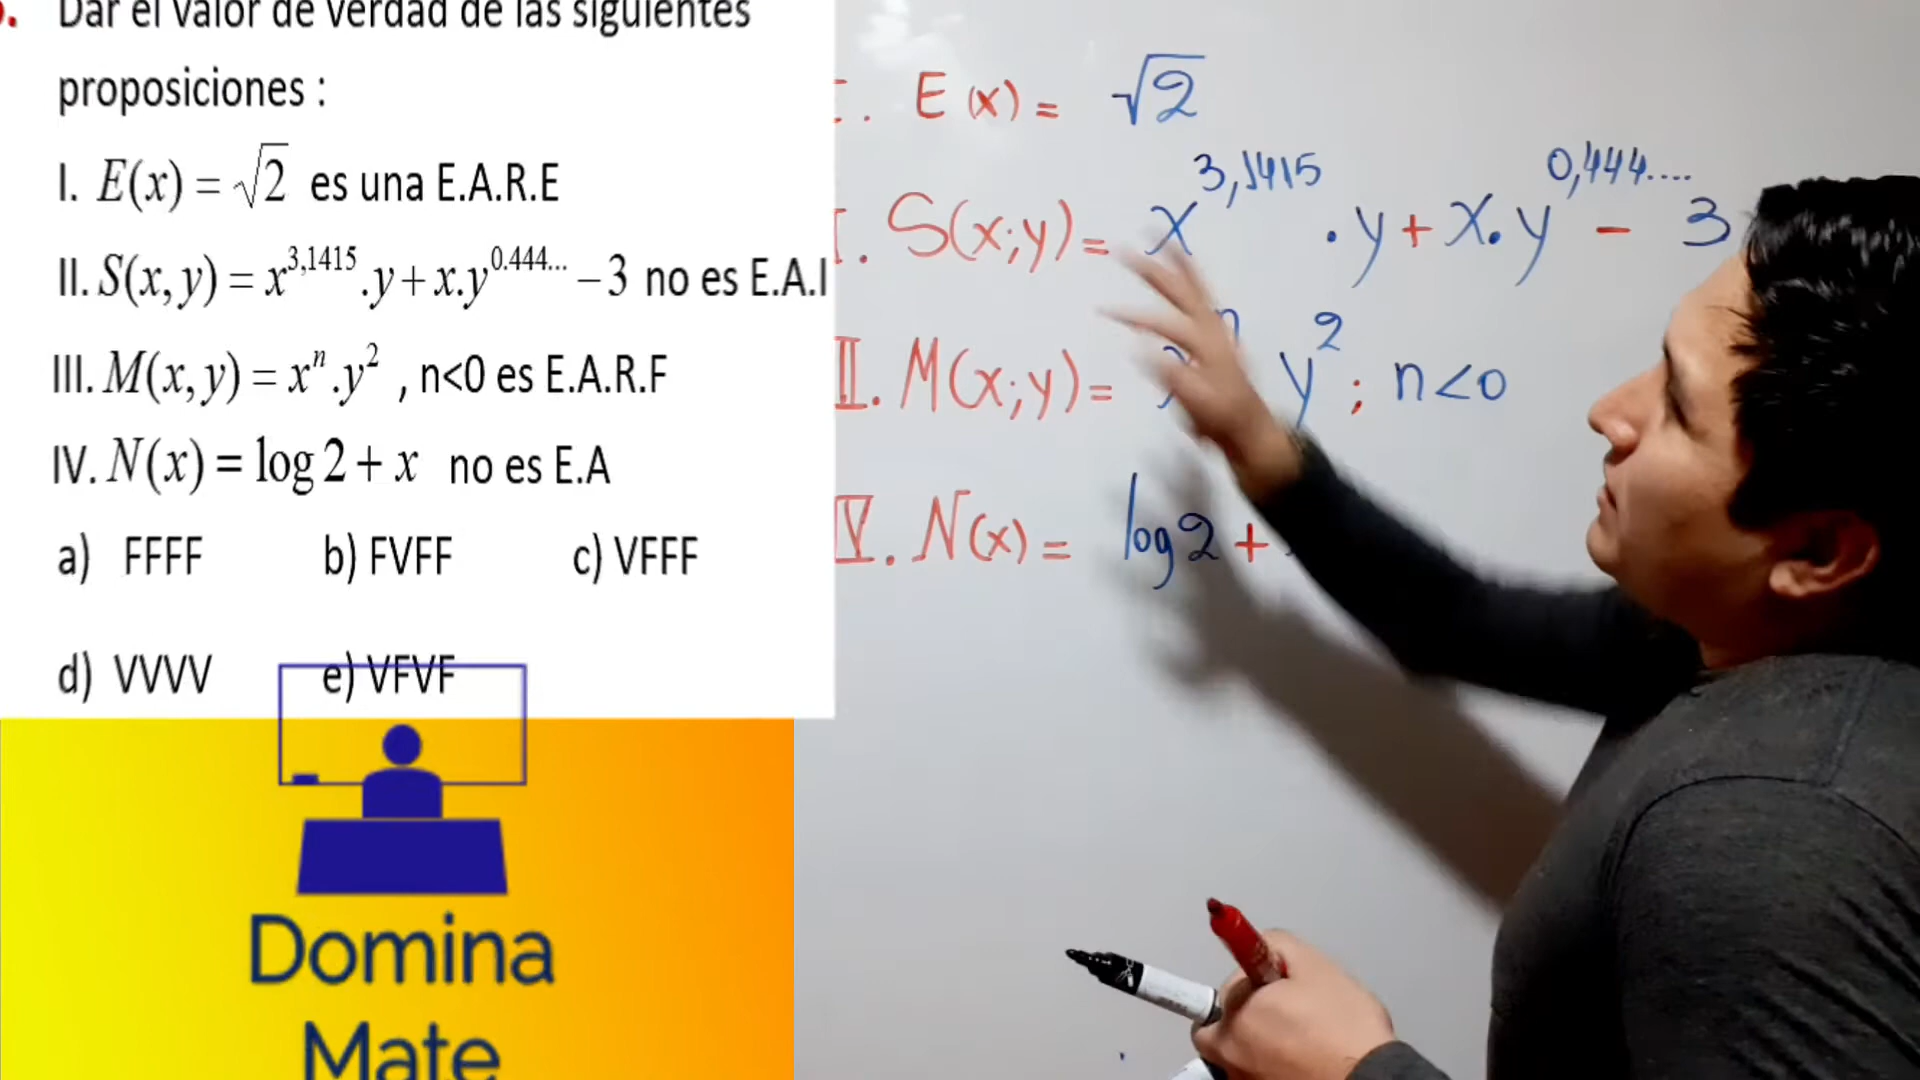 Dar el valor de verdad de las siguientes
proposiciones :
I. E(x) = √2 es una E.A.R.E
II. S(x,y) = x^3,1415 .y + x.y^0.444... − 3 no es E.A.I
III. M(x,y) = x^n .y^2 , n<0 es E.A.R.F
IV. N(x) = log 2 + x no es E.A
a) FFFF b) FVFF c) VFFF
d) VVVV e) VFVF
Domina
Mate
I. E(x) = √2
I. S(x;y) = x^3,1415 .y + x.y^0,444.... − 3
II. M(x;y) = x^n y^2 ; n<0
IV. N(x) = log 2 +